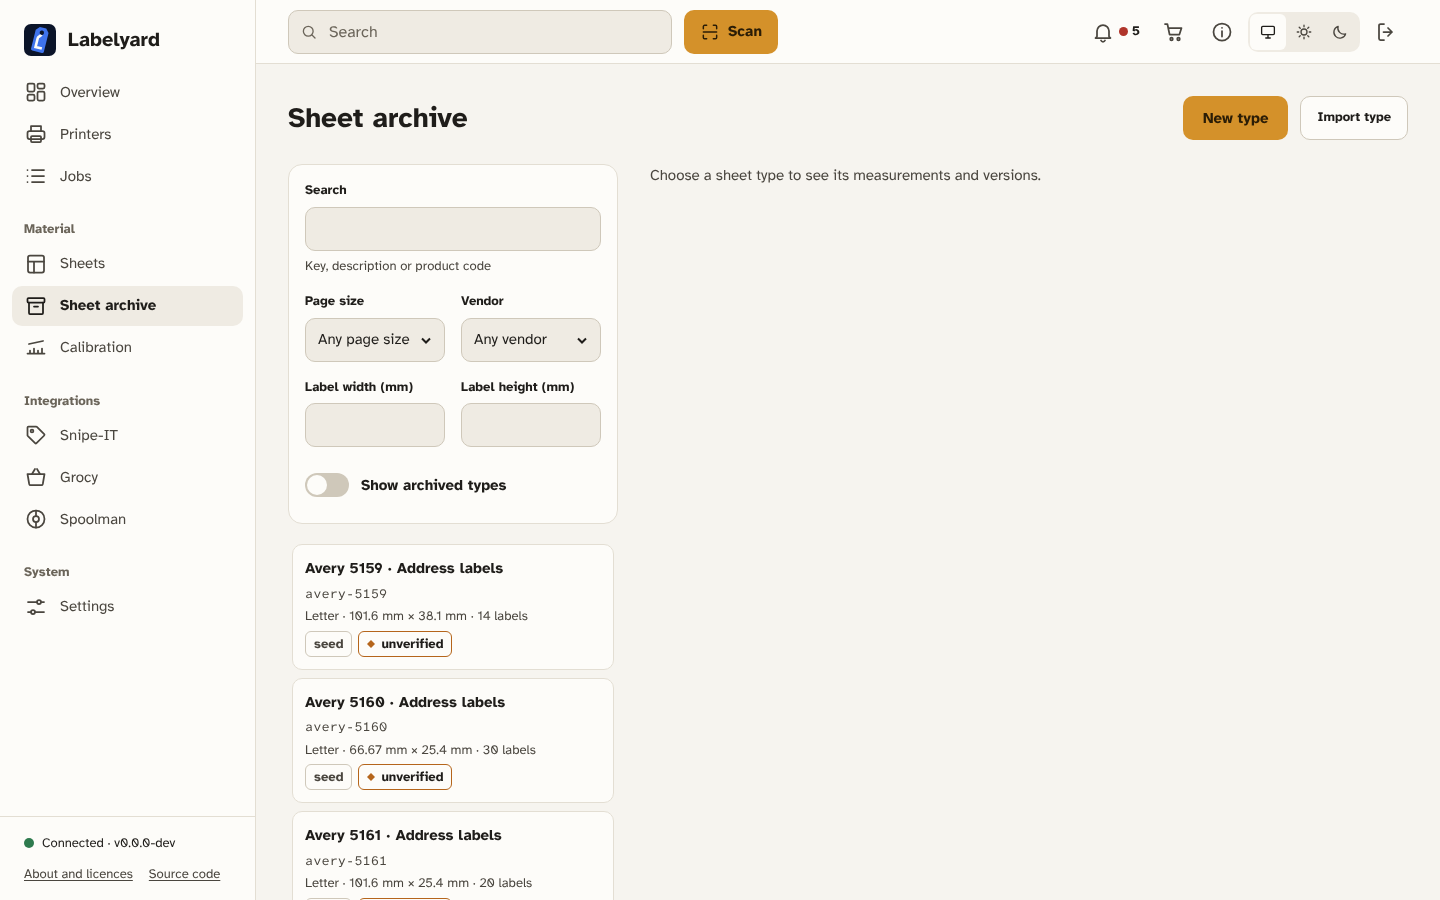 Labelyard
Overview
Printers
Jobs
Material
Sheets
Sheet archive
Calibration
Integrations
Snipe-IT
Grocy
Spoolman
System
Settings
Connected · v0.0.0-dev
About and licences
Source code
Search
Scan
5
Sheet archive
New type
Import type
Search
Key, description or product code
Page size
Vendor
Any page size
Any vendor
Label width (mm)
Label height (mm)
Show archived types
Avery 5159 · Address labels
avery-5159
Letter · 101.6 mm × 38.1 mm · 14 labels
seed
unverified
Avery 5160 · Address labels
avery-5160
Letter · 66.67 mm × 25.4 mm · 30 labels
seed
unverified
Avery 5161 · Address labels
avery-5161
Letter · 101.6 mm × 25.4 mm · 20 labels
Choose a sheet type to see its measurements and versions.